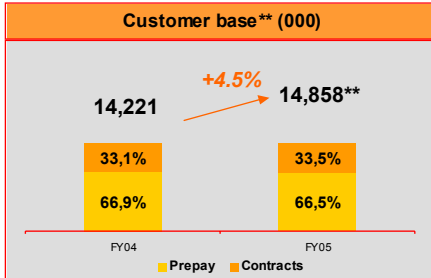 Customer base** (000)
+4.5%
14,221
14,858**
33,1%
33,5%
66,9%
66,5%
FY04
FY05
Prepay
Contracts